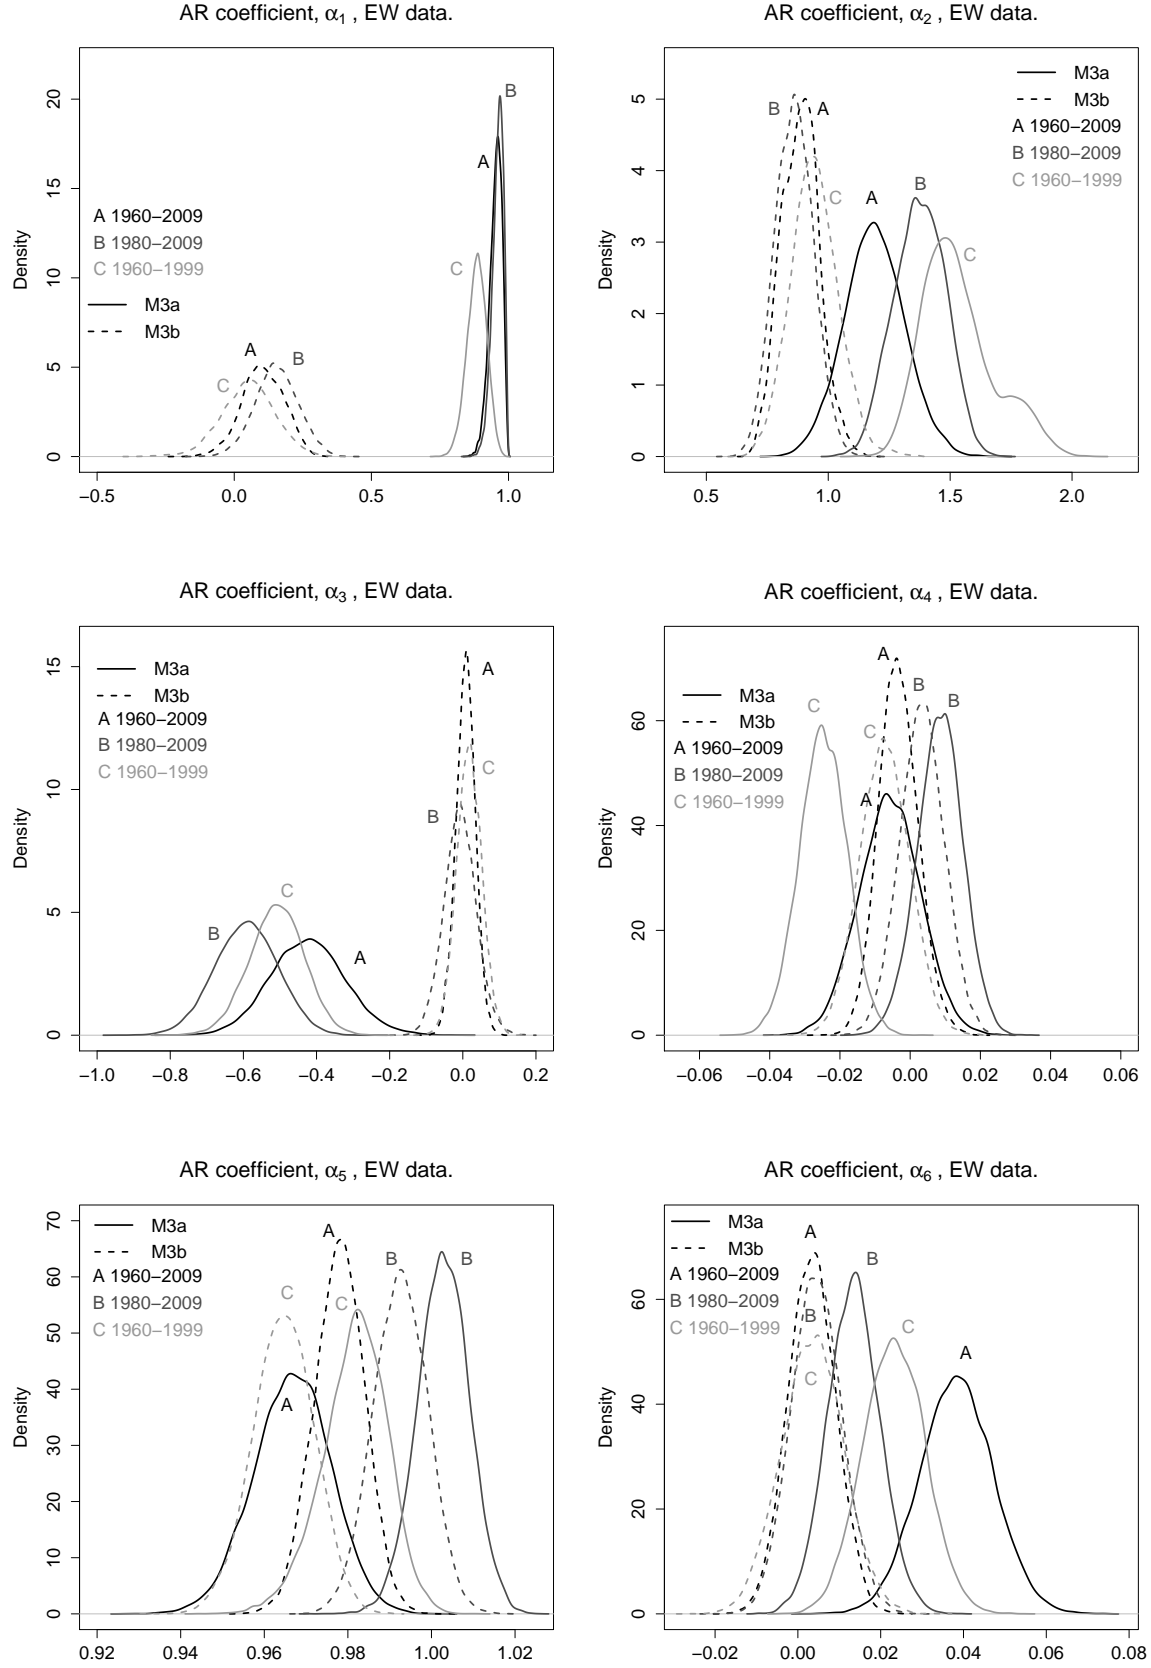 AR coefficient, α1 , EW data.
Density
0 5 10 15 20
−0.5 0.0 0.5 1.0
A 1960−2009
B 1980−2009
C 1960−1999
M3a
M3b
A
B
C
A
B
C
AR coefficient, α2 , EW data.
Density
0 1 2 3 4 5
0.5 1.0 1.5 2.0
M3a
M3b
A 1960−2009
B 1980−2009
C 1960−1999
B
A
C
A
B
C
AR coefficient, α3 , EW data.
Density
0 5 10 15
−1.0 −0.8 −0.6 −0.4 −0.2 0.0 0.2
M3a
M3b
A 1960−2009
B 1980−2009
C 1960−1999
A
C
B
C
B
A
AR coefficient, α4 , EW data.
Density
0 20 40 60
−0.06 −0.04 −0.02 0.00 0.02 0.04 0.06
M3a
M3b
A 1960−2009
B 1980−2009
C 1960−1999
A
B
B
C
C
A
AR coefficient, α5 , EW data.
Density
0 10 20 30 40 50 60 70
0.92 0.94 0.96 0.98 1.00 1.02
M3a
M3b
A 1960−2009
B 1980−2009
C 1960−1999
A
B
B
C
C
A
AR coefficient, α6 , EW data.
Density
0 20 40 60
−0.02 0.00 0.02 0.04 0.06 0.08
M3a
M3b
A 1960−2009
B 1980−2009
C 1960−1999
A
B
B
C
A
C